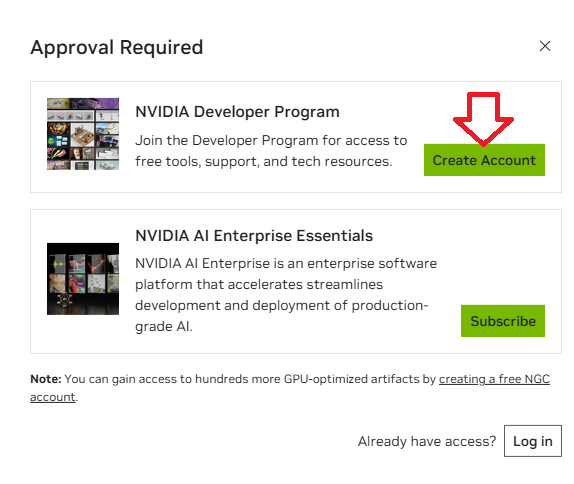 Approval Required
NVIDIA Developer Program
Join the Developer Program for access to
free tools, support, and tech resources.
Create Account
NVIDIA AI Enterprise Essentials
NVIDIA AI Enterprise is an enterprise software
platform that accelerates streamlines
development and deployment of production-
grade AI.
Subscribe
Note: You can gain access to hundreds more GPU-optimized artifacts by creating a free NGC
account.
Already have access?
Log in